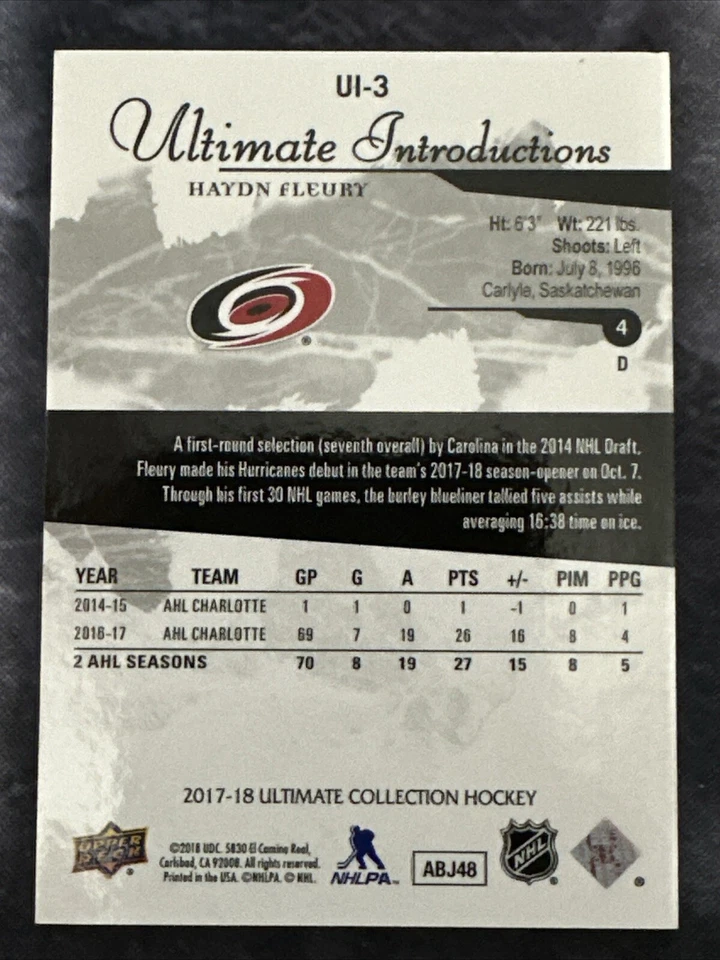 UI-3
Ultimate Introductions
HAYDN FLEURY
Ht: 6'3" Wt: 221 lbs.
Shoots: Left
Born: July 8, 1996
Carlyle, Saskatchewan
4
D
A first-round selection (seventh overall) by Carolina in the 2014 NHL Draft,
Fleury made his Hurricanes debut in the team's 2017-18 season-opener on Oct. 7.
Through his first 30 NHL games, the burley blueliner tallied five assists while
averaging 16:38 time on ice.
YEAR TEAM GP G A PTS +/- PIM PPG
2014-15 AHL CHARLOTTE 1 1 0 1 -1 0 1
2016-17 AHL CHARLOTTE 69 7 19 26 16 8 4
2 AHL SEASONS 70 8 19 27 15 8 5
2017-18 ULTIMATE COLLECTION HOCKEY
UPPER DECK
©2018 UDC. 5830 El Camino Real,
Carlsbad, CA 92008. All rights reserved.
Printed in the USA. ©NHLPA. © NHL.
NHLPA™
ABJ48
NHL